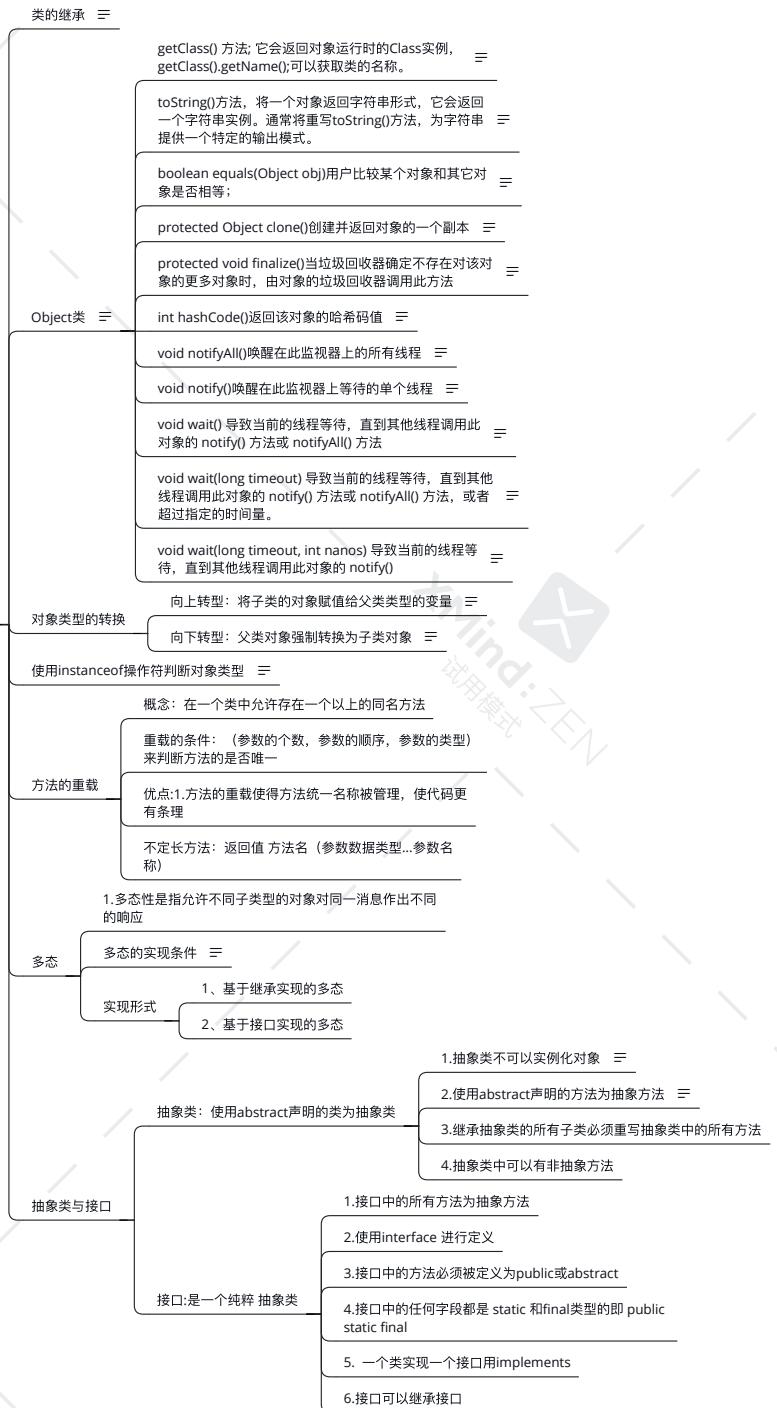 类的继承
getClass() 方法; 它会返回对象运行时的Class实例，
getClass().getName();可以获取类的名称。
toString()方法，将一个对象返回字符串形式，它会返回
一个字符串实例。通常将重写toString()方法，为字符串
提供一个特定的输出模式。
boolean equals(Object obj)用户比较某个对象和其它对
象是否相等；
protected Object clone()创建并返回对象的一个副本
protected void finalize()当垃圾回收器确定不存在对该对
象的更多对象时，由对象的垃圾回收器调用此方法
Object类
int hashCode()返回该对象的哈希码值
void notifyAll()唤醒在此监视器上的所有线程
void notify()唤醒在此监视器上等待的单个线程
void wait() 导致当前的线程等待，直到其他线程调用此
对象的 notify() 方法或 notifyAll() 方法
void wait(long timeout) 导致当前的线程等待，直到其他
线程调用此对象的 notify() 方法或 notifyAll() 方法，或者
超过指定的时间量。
void wait(long timeout, int nanos) 导致当前的线程等
待，直到其他线程调用此对象的 notify()
对象类型的转换
向上转型：将子类的对象赋值给父类类型的变量
向下转型：父类对象强制转换为子类对象
使用instanceof操作符判断对象类型
方法的重载
概念：在一个类中允许存在一个以上的同名方法
重载的条件：（参数的个数，参数的顺序，参数的类型）
来判断方法的是否唯一
优点:1.方法的重载使得方法统一名称被管理，使代码更
有条理
不定长方法：返回值 方法名（参数数据类型...参数名
称）
多态
1.多态性是指允许不同子类型的对象对同一消息作出不同
的响应
多态的实现条件
实现形式
1、基于继承实现的多态
2、基于接口实现的多态
抽象类与接口
抽象类：使用abstract声明的类为抽象类
1.抽象类不可以实例化对象
2.使用abstract声明的方法为抽象方法
3.继承抽象类的所有子类必须重写抽象类中的所有方法
4.抽象类中可以有非抽象方法
接口:是一个纯粹 抽象类
1.接口中的所有方法为抽象方法
2.使用interface 进行定义
3.接口中的方法必须被定义为public或abstract
4.接口中的任何字段都是 static 和final类型的即 public
static final
5. 一个类实现一个接口用implements
6.接口可以继承接口
XMind:ZEN
试用模式